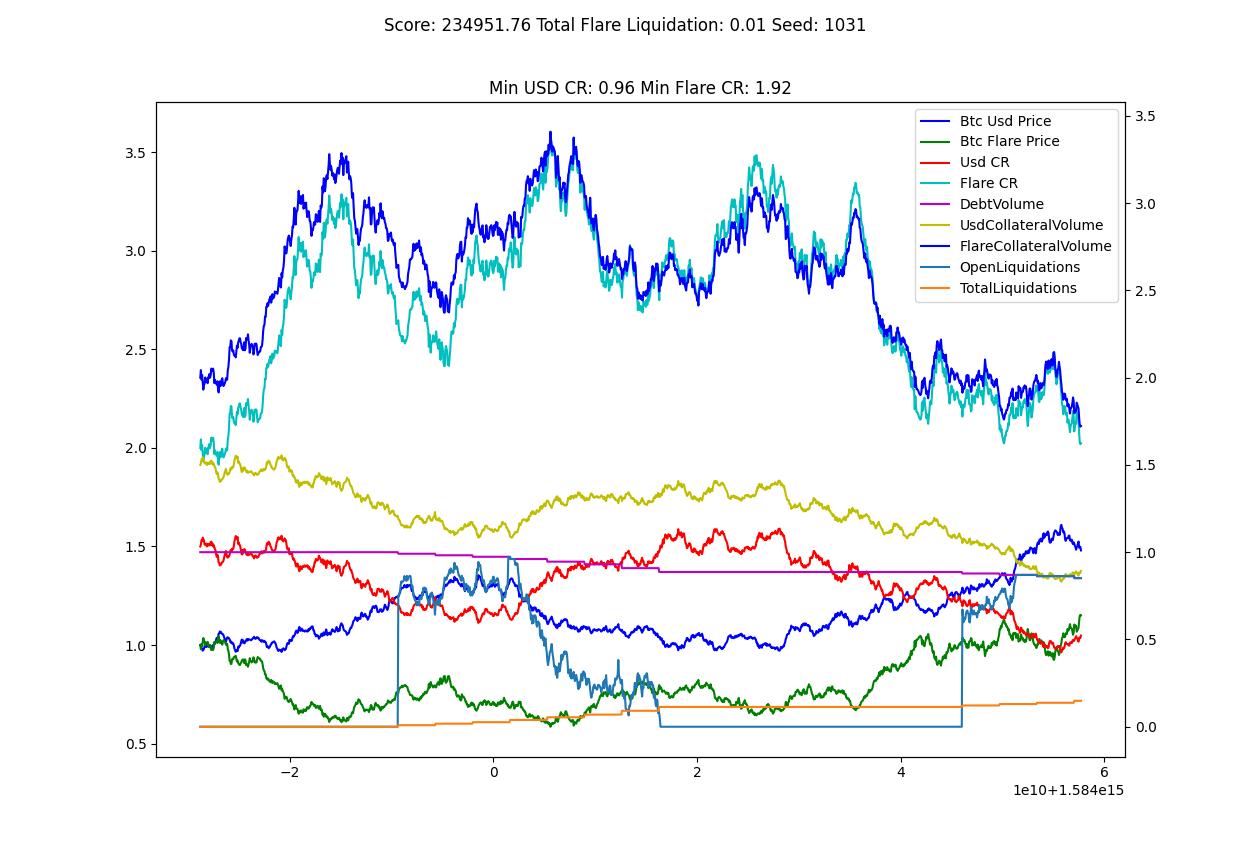 Score: 234951.76 Total Flare Liquidation: 0.01 Seed: 1031
Min USD CR: 0.96 Min Flare CR: 1.92
Btc Usd Price
Btc Flare Price
Usd CR
Flare CR
DebtVolume
UsdCollateralVolume
FlareCollateralVolume
OpenLiquidations
TotalLiquidations
3.5
3.0
2.5
2.0
1.5
1.0
0.5
3.5
3.0
2.5
2.0
1.5
1.0
0.5
0.0
−2 0 2 4 6
1e10+1.584e15